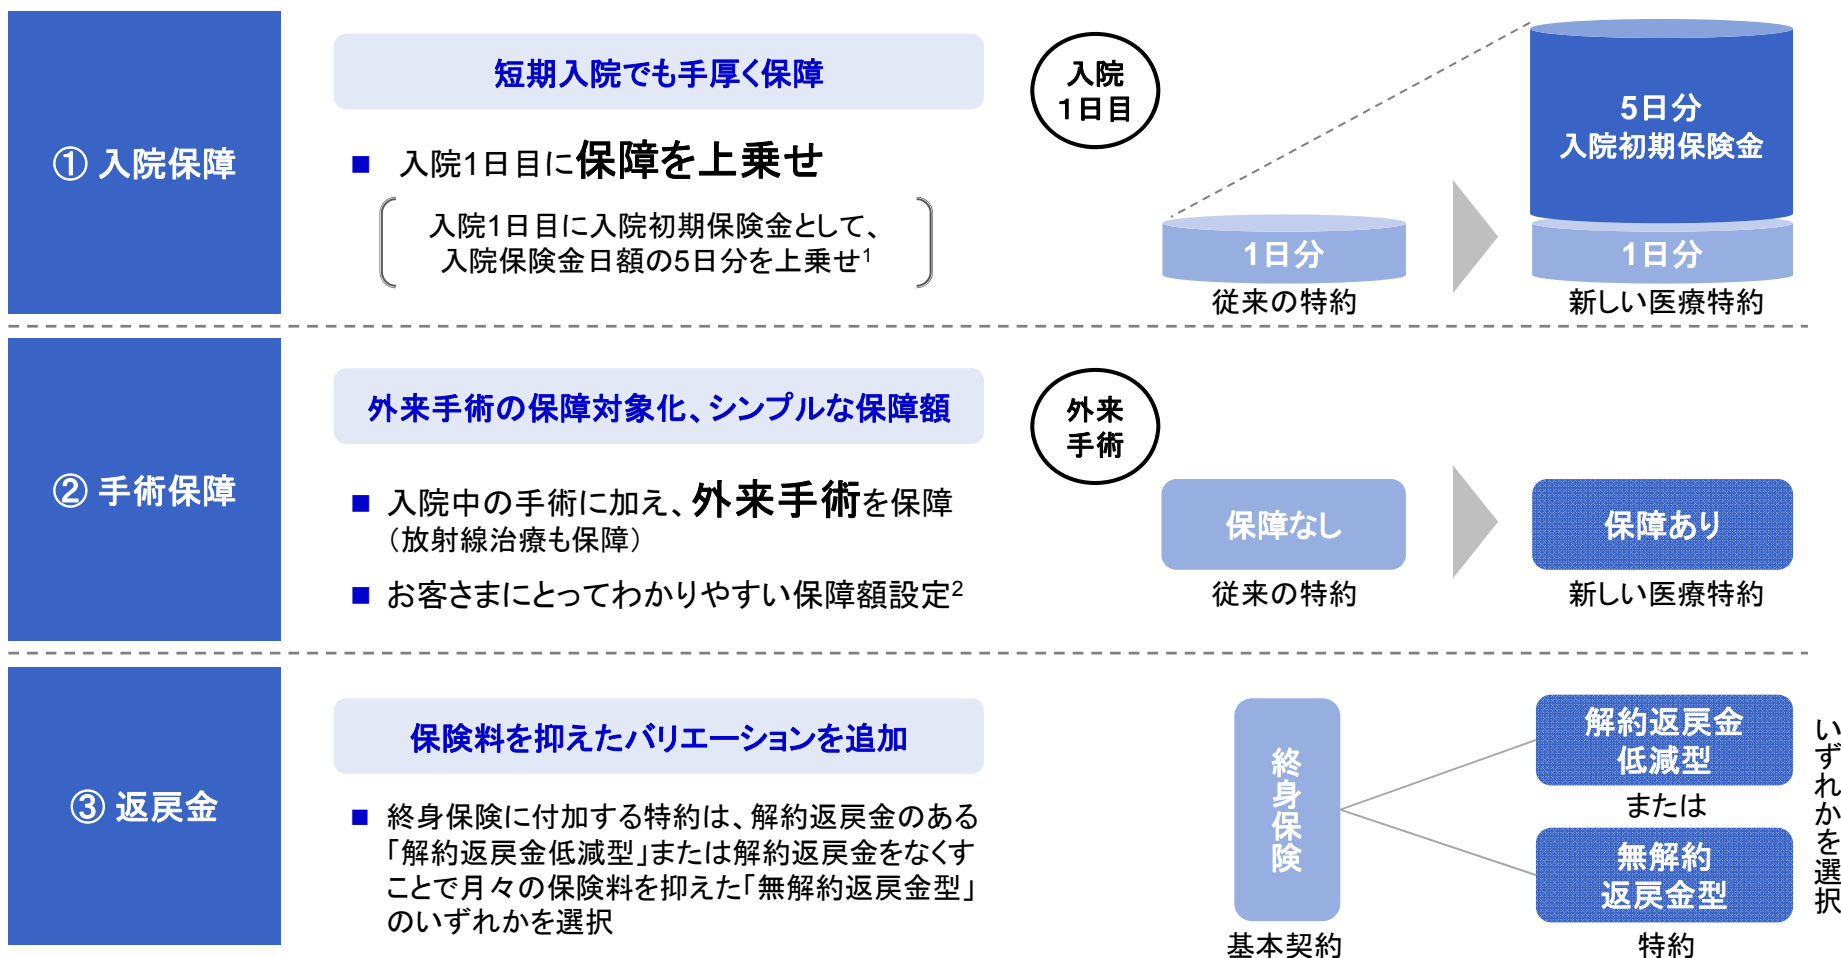 ① 入院保障
短期入院でも手厚く保障
■ 入院1日目に保障を上乗せ
入院1日目に入院初期保険金として、
入院保険金日額の5日分を上乗せ1
入院
1日目
1日分
従来の特約
5日分
入院初期保険金
1日分
新しい医療特約
② 手術保障
外来手術の保障対象化、シンプルな保障額
■ 入院中の手術に加え、外来手術を保障
（放射線治療も保障）
■ お客さまにとってわかりやすい保障額設定2
外来
手術
保障なし
従来の特約
保障あり
新しい医療特約
③ 返戻金
保険料を抑えたバリエーションを追加
■ 終身保険に付加する特約は、解約返戻金のある
「解約返戻金低減型」または解約返戻金をなくす
ことで月々の保険料を抑えた「無解約返戻金型」
のいずれかを選択
終身保険
基本契約
解約返戻金
低減型
または
無解約
返戻金型
特約
いずれかを選択